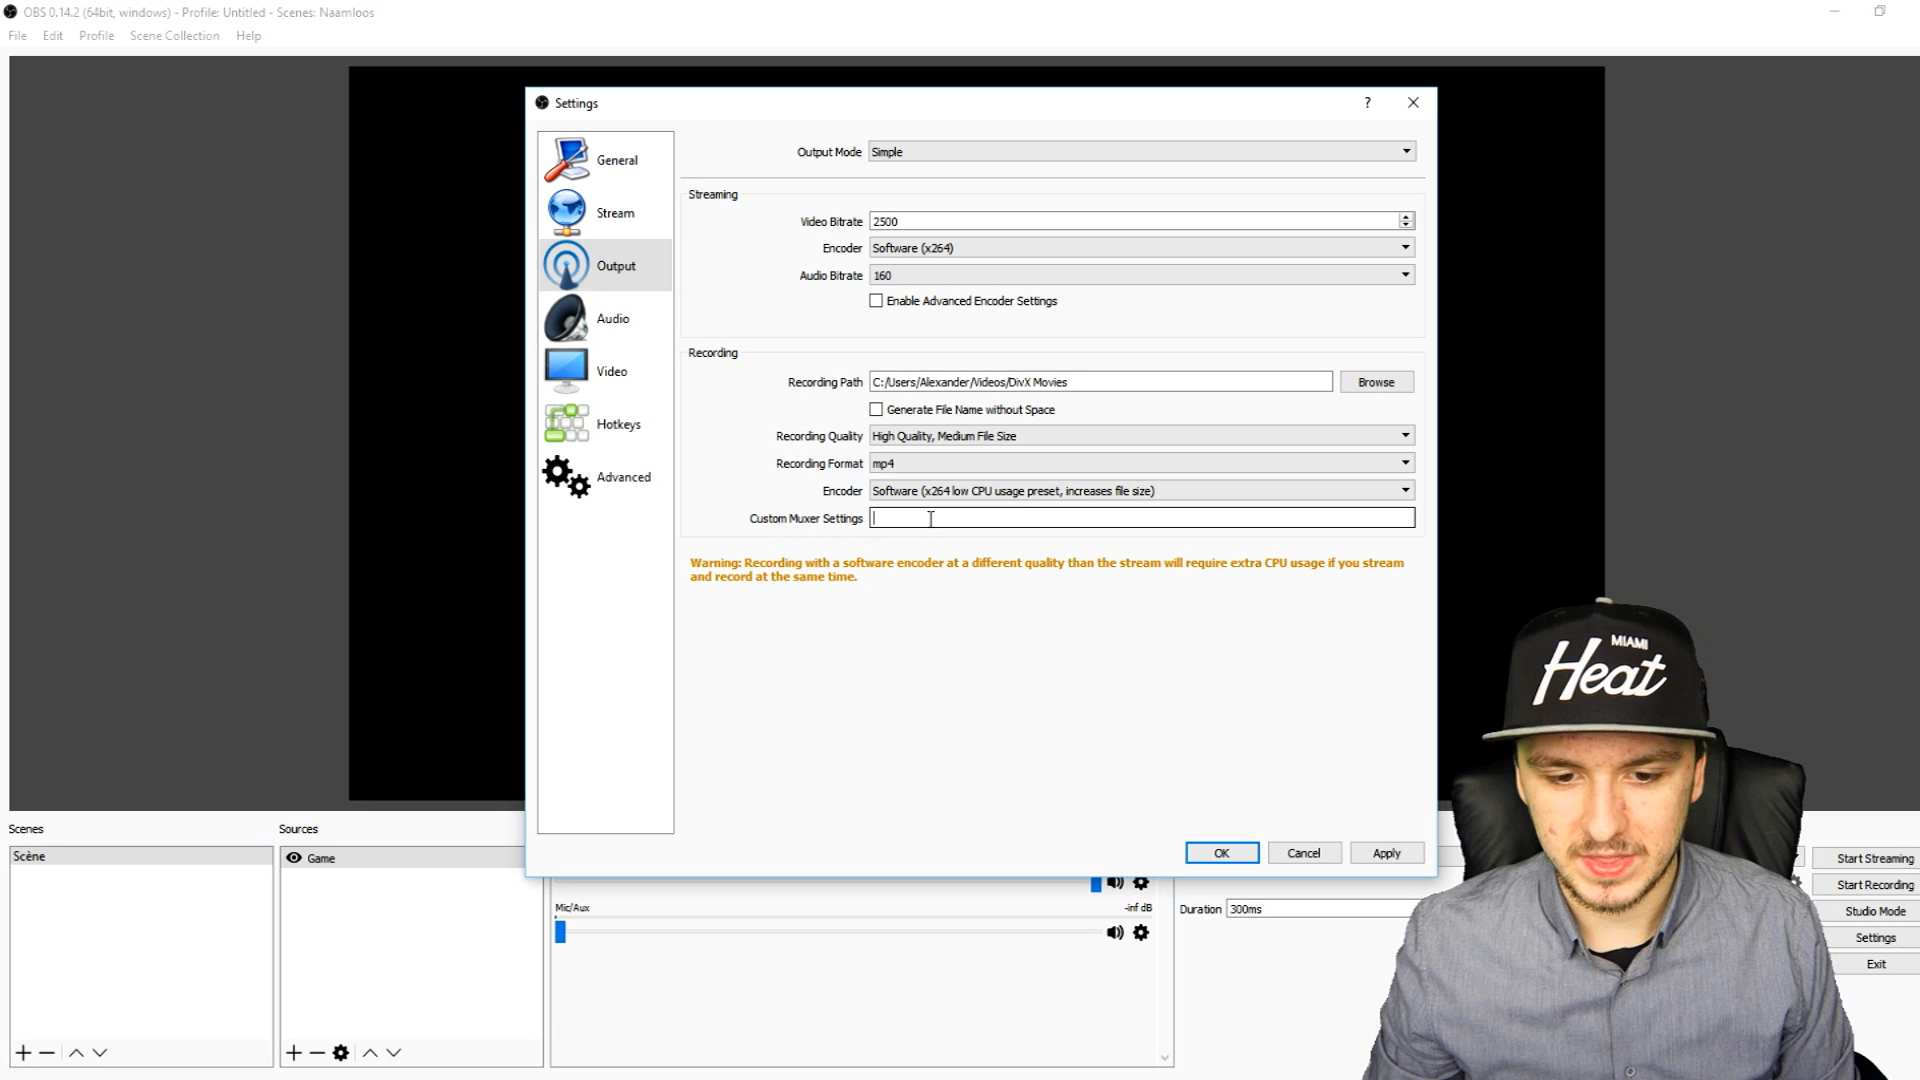 OBS 0.14.2 (64bit, windows) - Profile: Untitled - Scenes: Naamloos
File Edit Profile Scene Collection Help
Settings
?
General
Stream
Output
Audio
Video
Hotkeys
Advanced
Output Mode Simple
Streaming
Video Bitrate 2500
Encoder Software (x264)
Audio Bitrate 160
Enable Advanced Encoder Settings
Recording
Recording Path C:/Users/Alexander/Videos/DivX Movies Browse
Generate File Name without Space
Recording Quality High Quality, Medium File Size
Recording Format mp4
Encoder Software (x264 low CPU usage preset, increases file size)
Custom Muxer Settings
Warning: Recording with a software encoder at a different quality than the stream will require extra CPU usage if you stream
and record at the same time.
OK Cancel Apply
MIAMI
Heat
Scenes
Scène
Sources
Game
Mic/Aux -inf dB
Duration 300ms
Start Streaming
Start Recording
Studio Mode
Settings
Exit